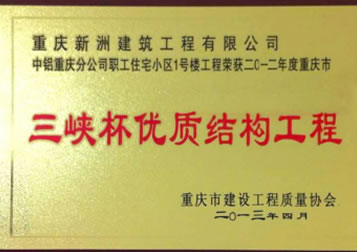 重庆新洲建筑工程有限公司
中铝重庆分公司职工住宅小区1号楼工程荣获二〇一二年度重庆市
三峡杯优质结构工程
重庆市建设工程质量协会
二〇一三年四月